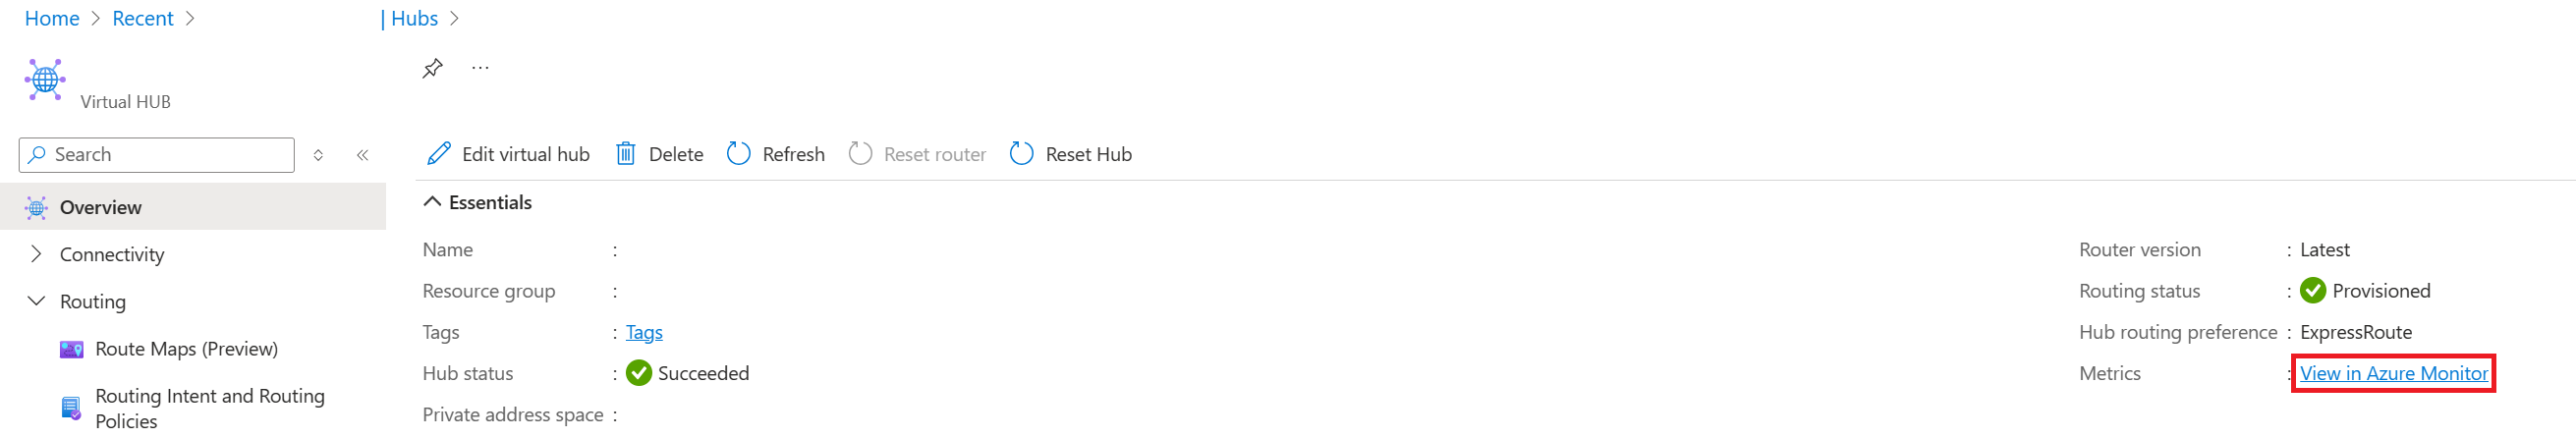 Home > Recent > | Hubs >
Virtual HUB
...
Search
Edit virtual hub Delete Refresh Reset router Reset Hub
Overview
Connectivity
Routing
Route Maps (Preview)
Routing Intent and Routing
Policies
Essentials
Name :
Resource group :
Tags : Tags
Hub status : Succeeded
Private address space :
Router version : Latest
Routing status : Provisioned
Hub routing preference : ExpressRoute
Metrics : View in Azure Monitor